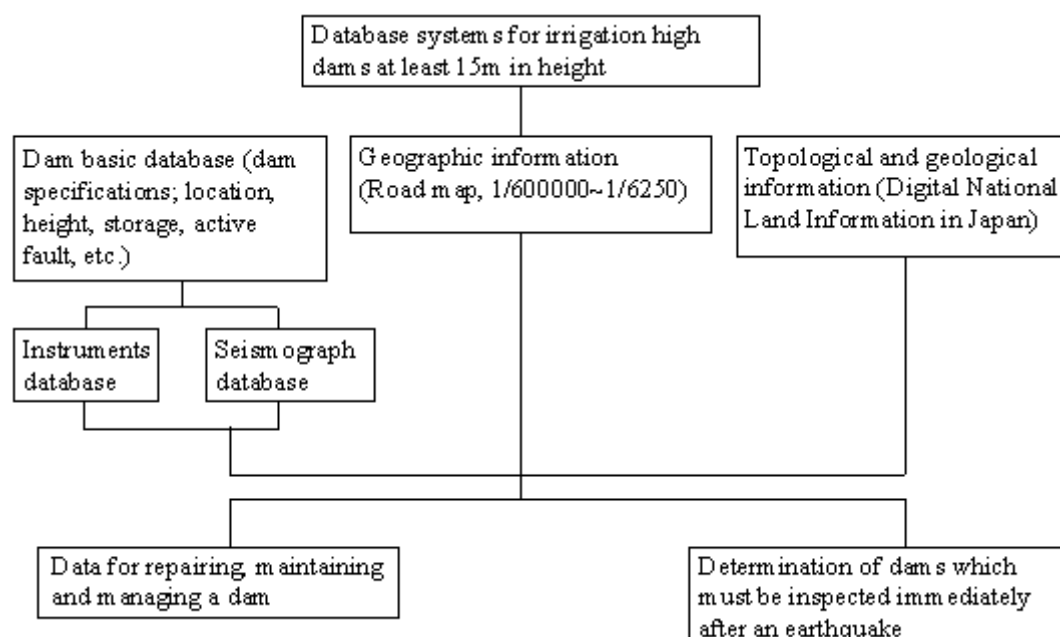 Database systems for irrigation high
dams at least 15m in height
Dam basic database (dam
specifications; location,
height, storage, active
fault, etc.)
Geographic information
(Road map, 1/600000~1/6250)
Topological and geological
information (Digital National
Land Information in Japan)
Instruments
database
Seismograph
database
Data for repairing, maintaining
and managing a dam
Determination of dams which
must be inspected immediately
after an earthquake